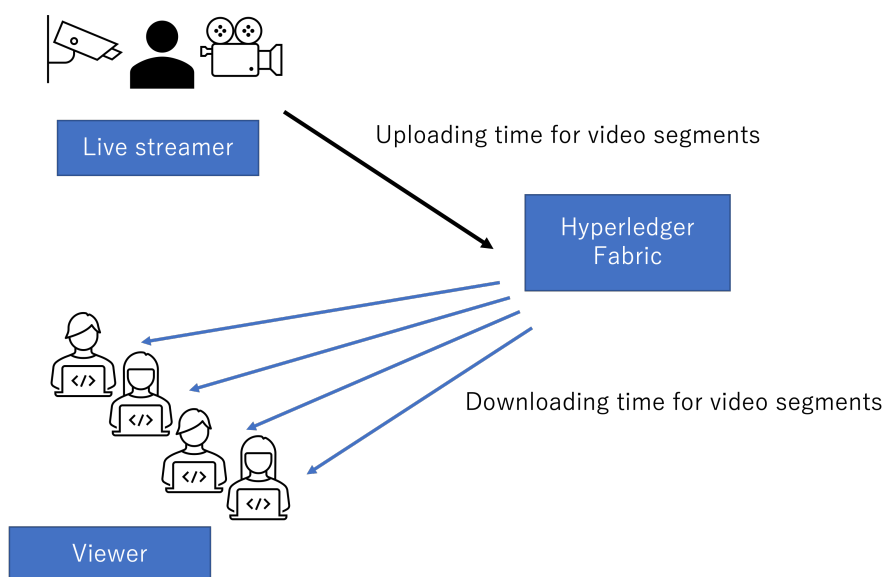 Live streamer
Uploading time for video segments
Hyperledger
Fabric
</>
</>
</>
</>
Downloading time for video segments
Viewer